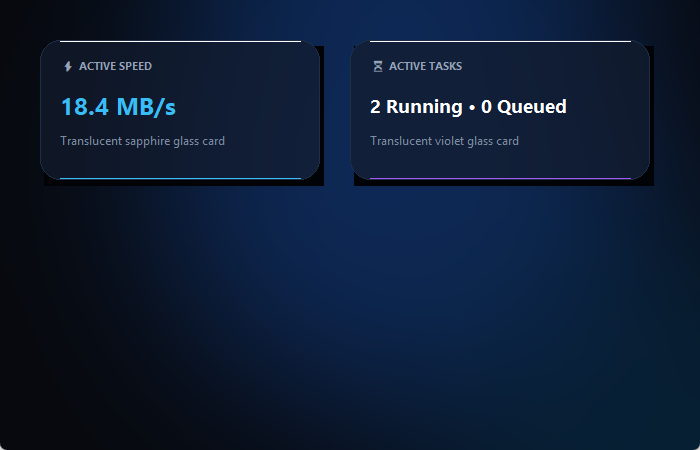 ACTIVE SPEED
18.4 MB/s
Translucent sapphire glass card
ACTIVE TASKS
2 Running • 0 Queued
Translucent violet glass card